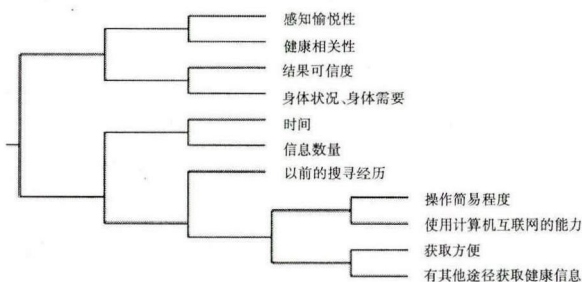 感知愉悦性
健康相关性
结果可信度
身体状况、身体需要
时间
信息数量
以前的搜寻经历
操作简易程度
使用计算机互联网的能力
获取方便
有其他途径获取健康信息